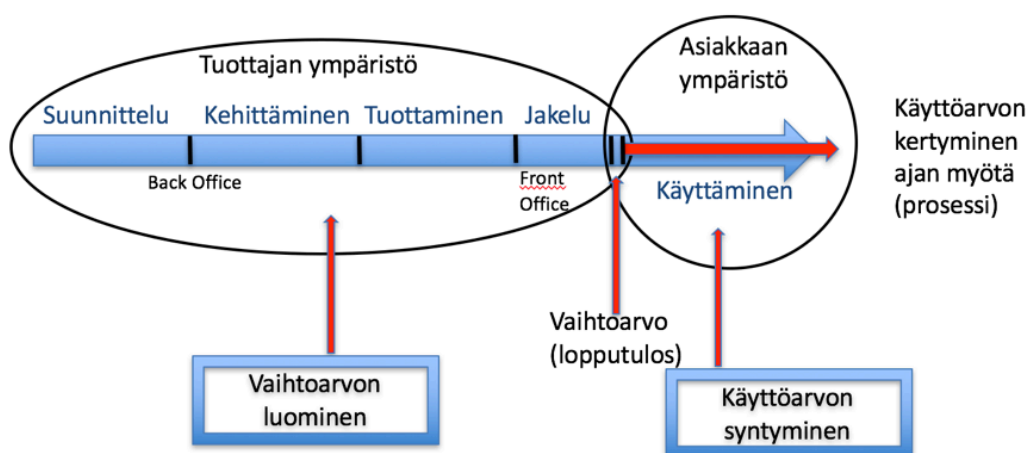 Tuottajan ympäristö
Asiakkaan
ympäristö
Suunnittelu
Kehittäminen
Tuottaminen
Jakelu
Back Office
Front
Office
Käyttäminen
Käyttöarvon
kertyminen
ajan myötä
(prosessi)
Vaihtoarvo
(lopputulos)
Vaihtoarvon
luominen
Käyttöarvon
syntyminen